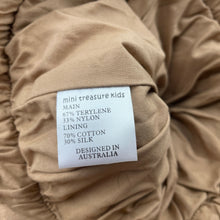 mini treasure kids
MAIN
67% TERYLENE
33% NYLON
LINING
70% COTTON
30% SILK
DESIGNED IN
AUSTRALIA